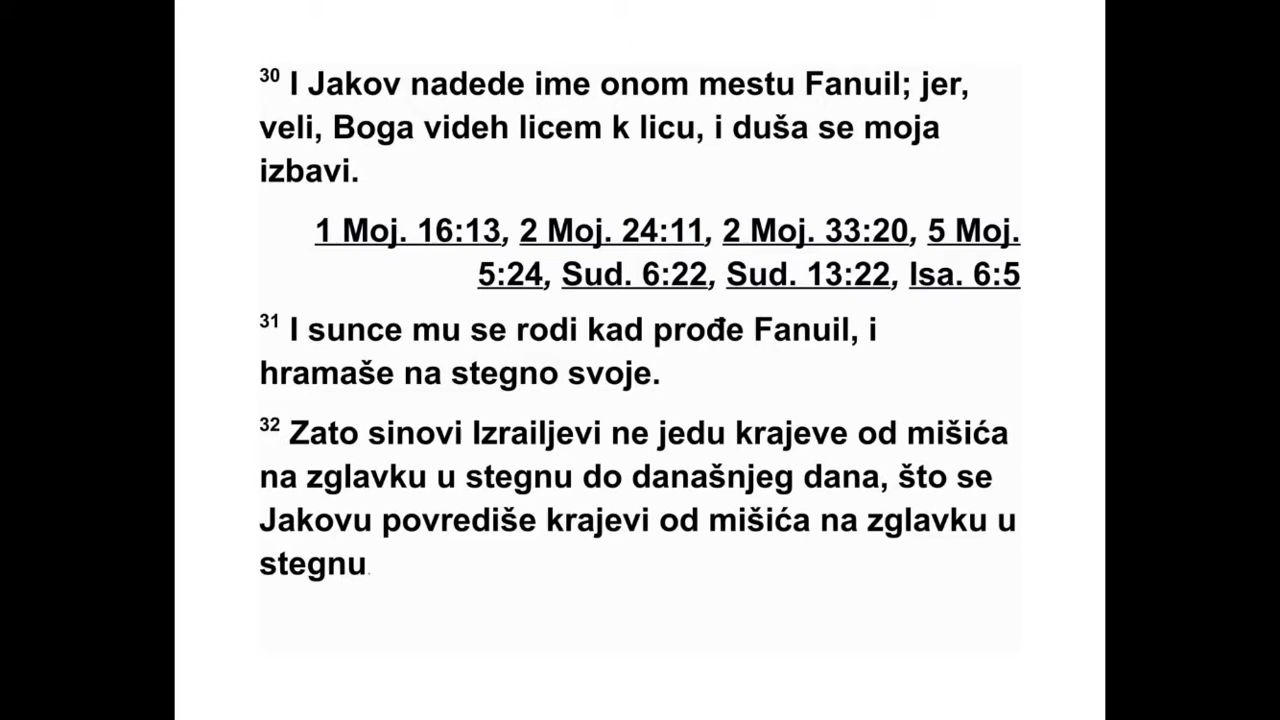 30 I Jakov nadede ime onom mestu Fanuil; jer,
veli, Boga videh licem k licu, i duša se moja
izbavi.
1 Moj. 16:13, 2 Moj. 24:11, 2 Moj. 33:20, 5 Moj.
5:24, Sud. 6:22, Sud. 13:22, Isa. 6:5
31 I sunce mu se rodi kad prođe Fanuil, i
hramaše na stegno svoje.
32 Zato sinovi Izrailjevi ne jedu krajeve od mišića
na zglavku u stegnu do današnjeg dana, što se
Jakovu povrediše krajevi od mišića na zglavku u
stegnu.